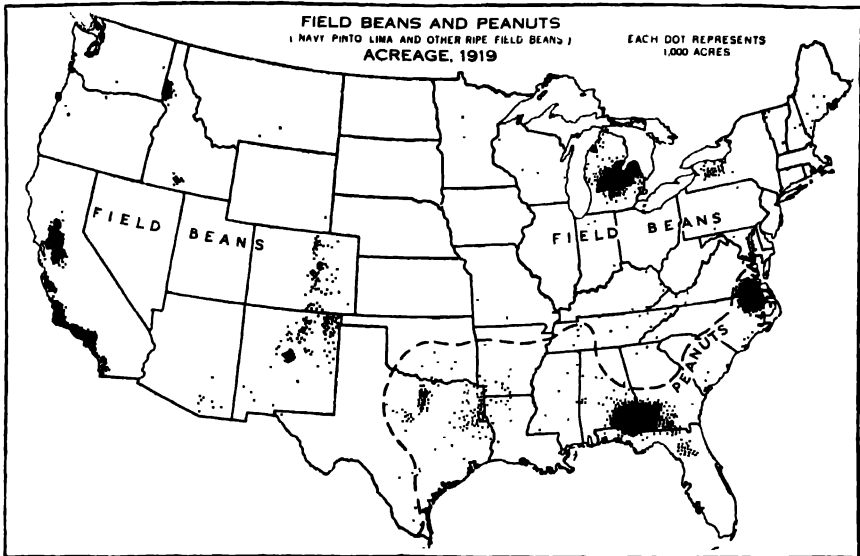 FIELD BEANS AND PEANUTS
( NAVY PINTO LIMA AND OTHER RIPE FIELD BEANS )
ACREAGE, 1919
EACH DOT REPRESENTS
1,000 ACRES
FIELD BEANS
FIELD BEANS
PEANUTS